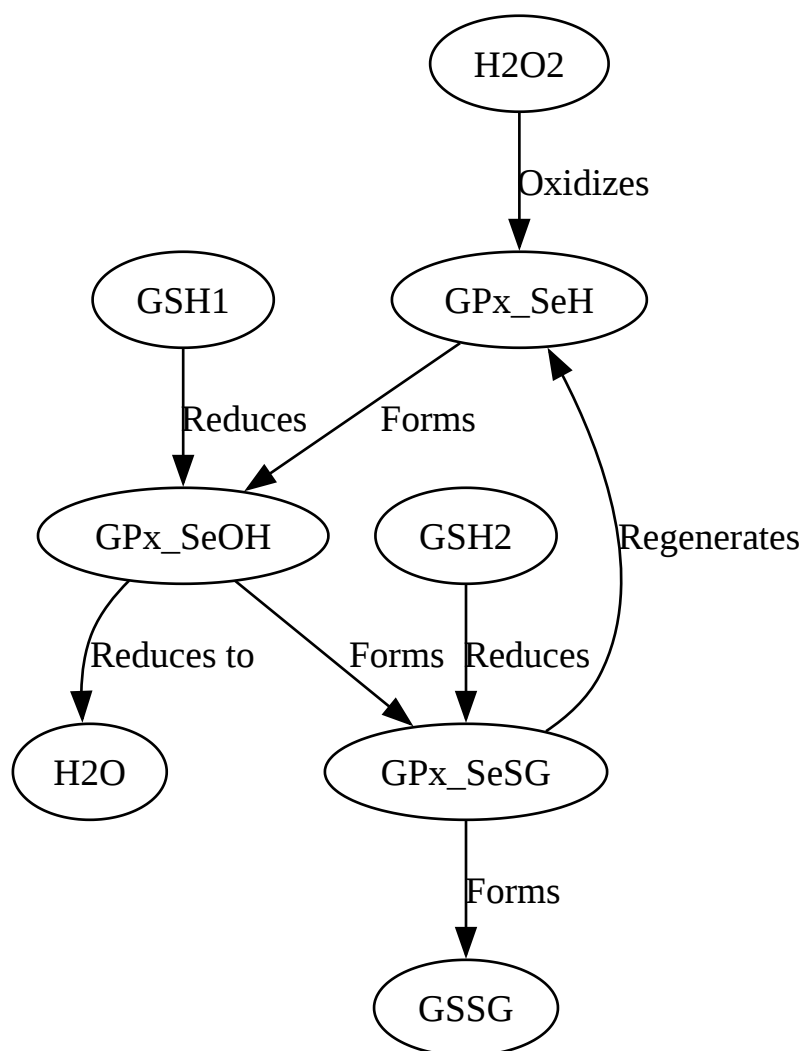 H2O2
Oxidizes
GSH1
GPx_SeH
Reduces
Forms
GPx_SeOH
GSH2
Regenerates
Reduces to
Forms
Reduces
H2O
GPx_SeSG
Forms
GSSG